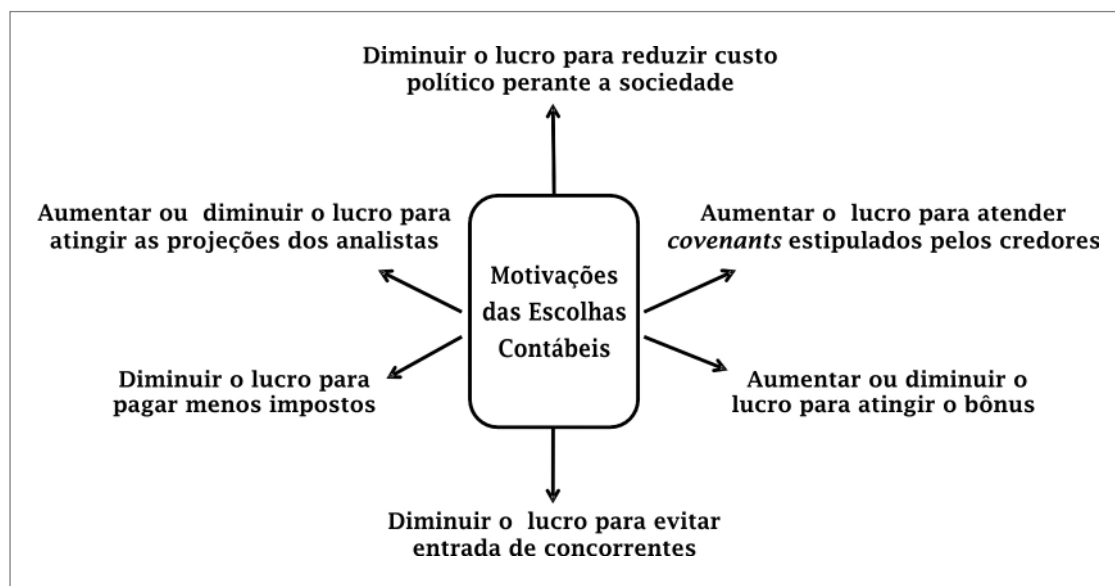 Diminuir o lucro para reduzir custo
político perante a sociedade
Aumentar ou diminuir o lucro para
atingir as projeções dos analistas
Aumentar o lucro para atender
covenants estipulados pelos credores
Motivações
das Escolhas
Contábeis
Diminuir o lucro para
pagar menos impostos
Aumentar ou diminuir o
lucro para atingir o bônus
Diminuir o lucro para evitar
entrada de concorrentes